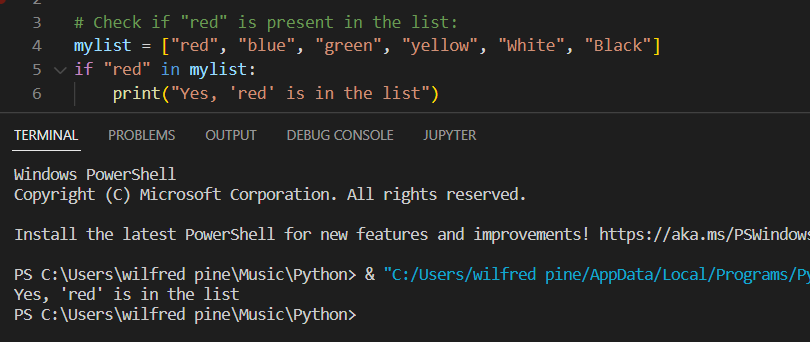 2
3 # Check if "red" is present in the list:
4 mylist = ["red", "blue", "green", "yellow", "White", "Black"]
5 if "red" in mylist:
6 print("Yes, 'red' is in the list")
TERMINAL PROBLEMS OUTPUT DEBUG CONSOLE JUPYTER
Windows PowerShell
Copyright (C) Microsoft Corporation. All rights reserved.
Install the latest PowerShell for new features and improvements! https://aka.ms/PSWindows
PS C:\Users\wilfred pine\Music\Python> & "C:/Users/wilfred pine/AppData/Local/Programs/Py
Yes, 'red' is in the list
PS C:\Users\wilfred pine\Music\Python>